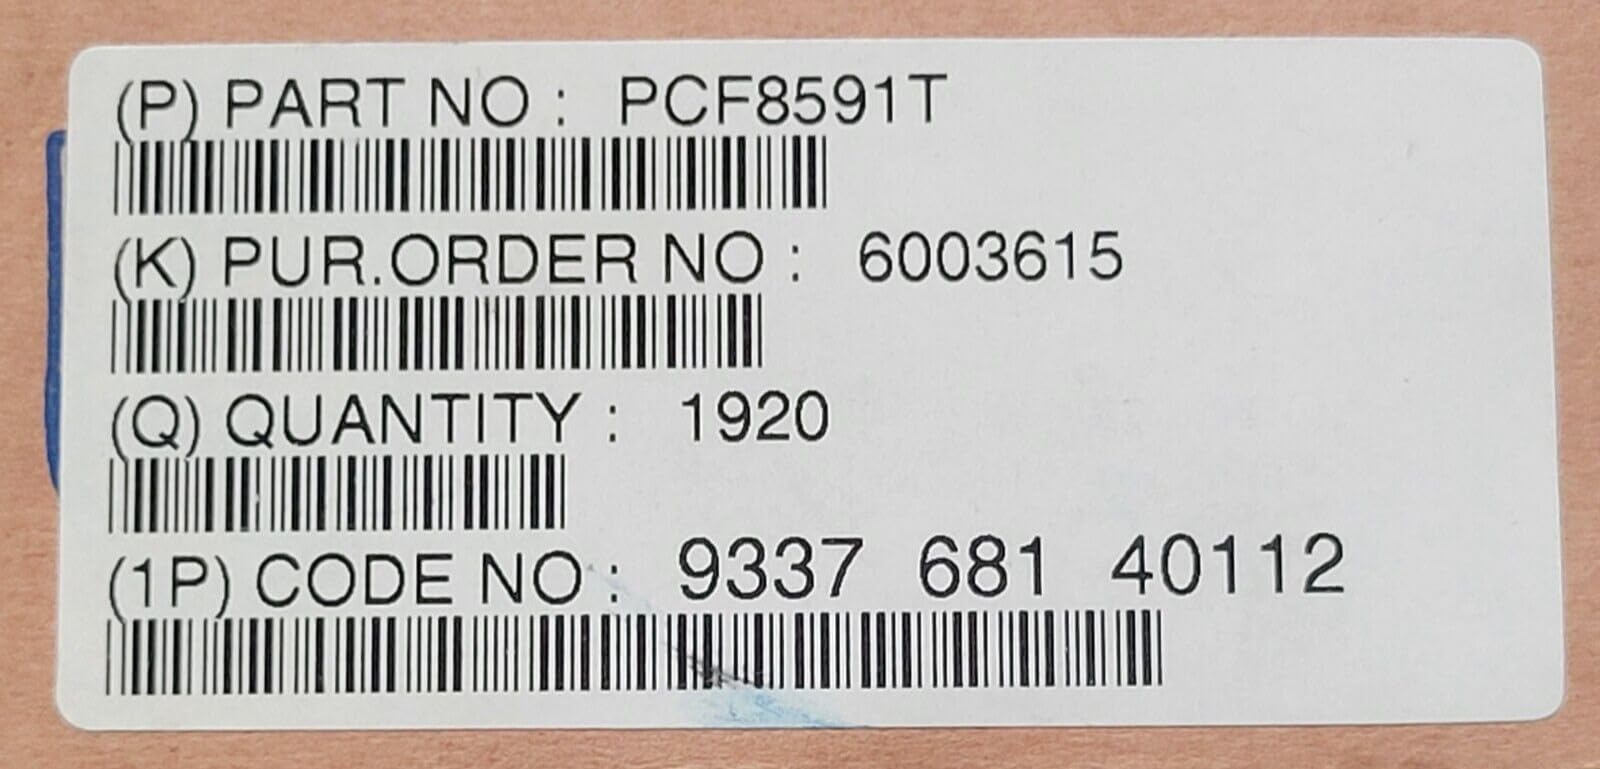 (P) PART NO : PCF8591T
(K) PUR.ORDER NO : 6003615
(Q) QUANTITY : 1920
(1P) CODE NO : 9337 681 40112